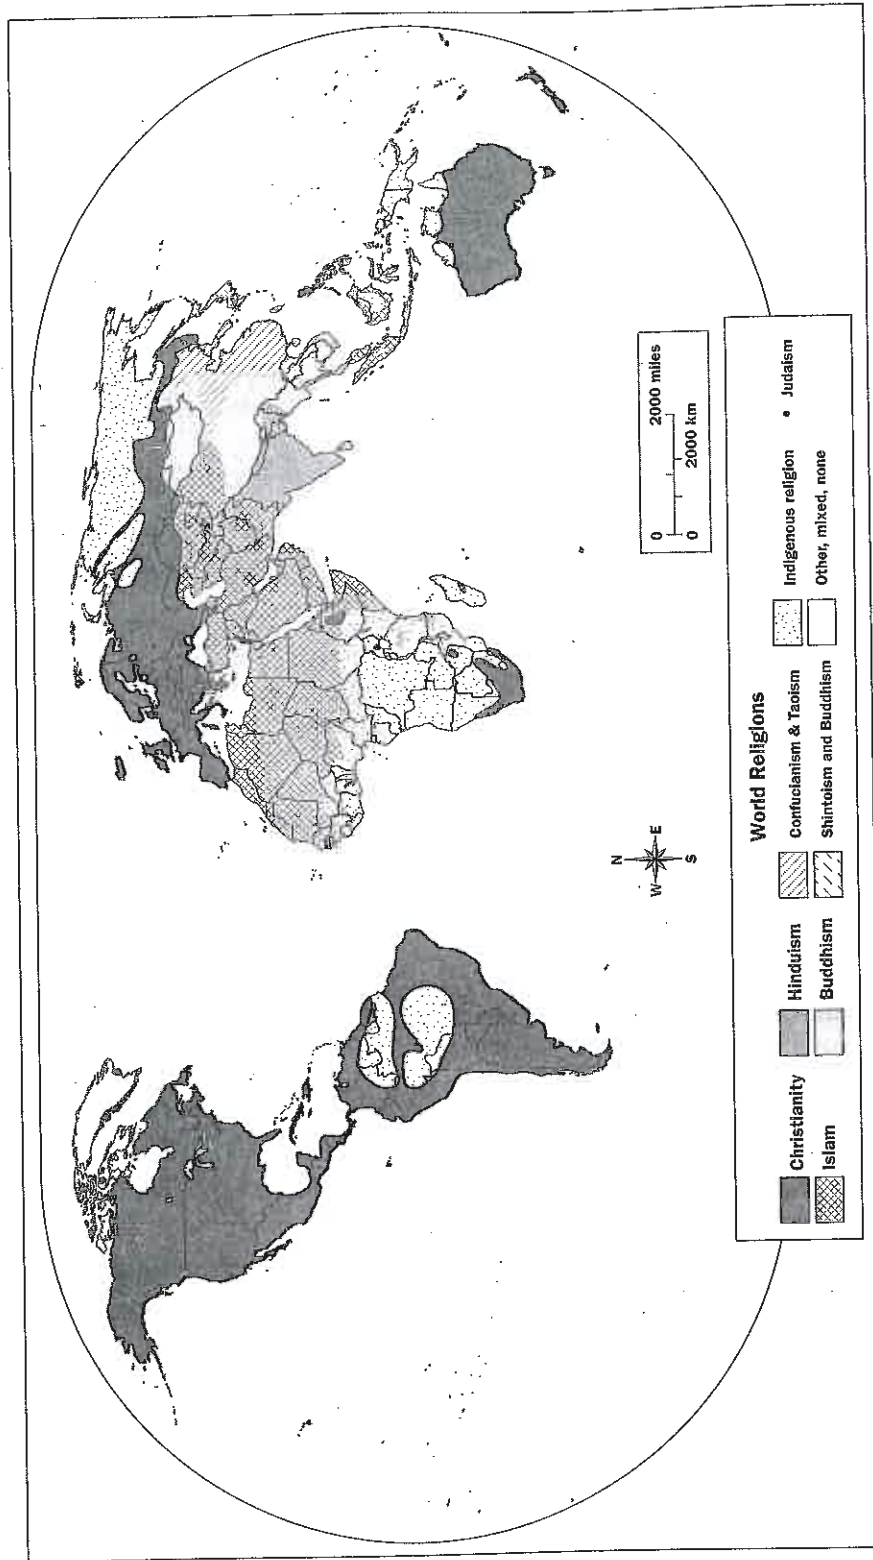 N
W E
S
0 2000 miles
0 2000 km
World Religions
Christianity
Islam
Hinduism
Buddhism
Confucianism & Taoism
Shintoism and Buddhism
Indigenous religion
Other, mixed, none
Judaism